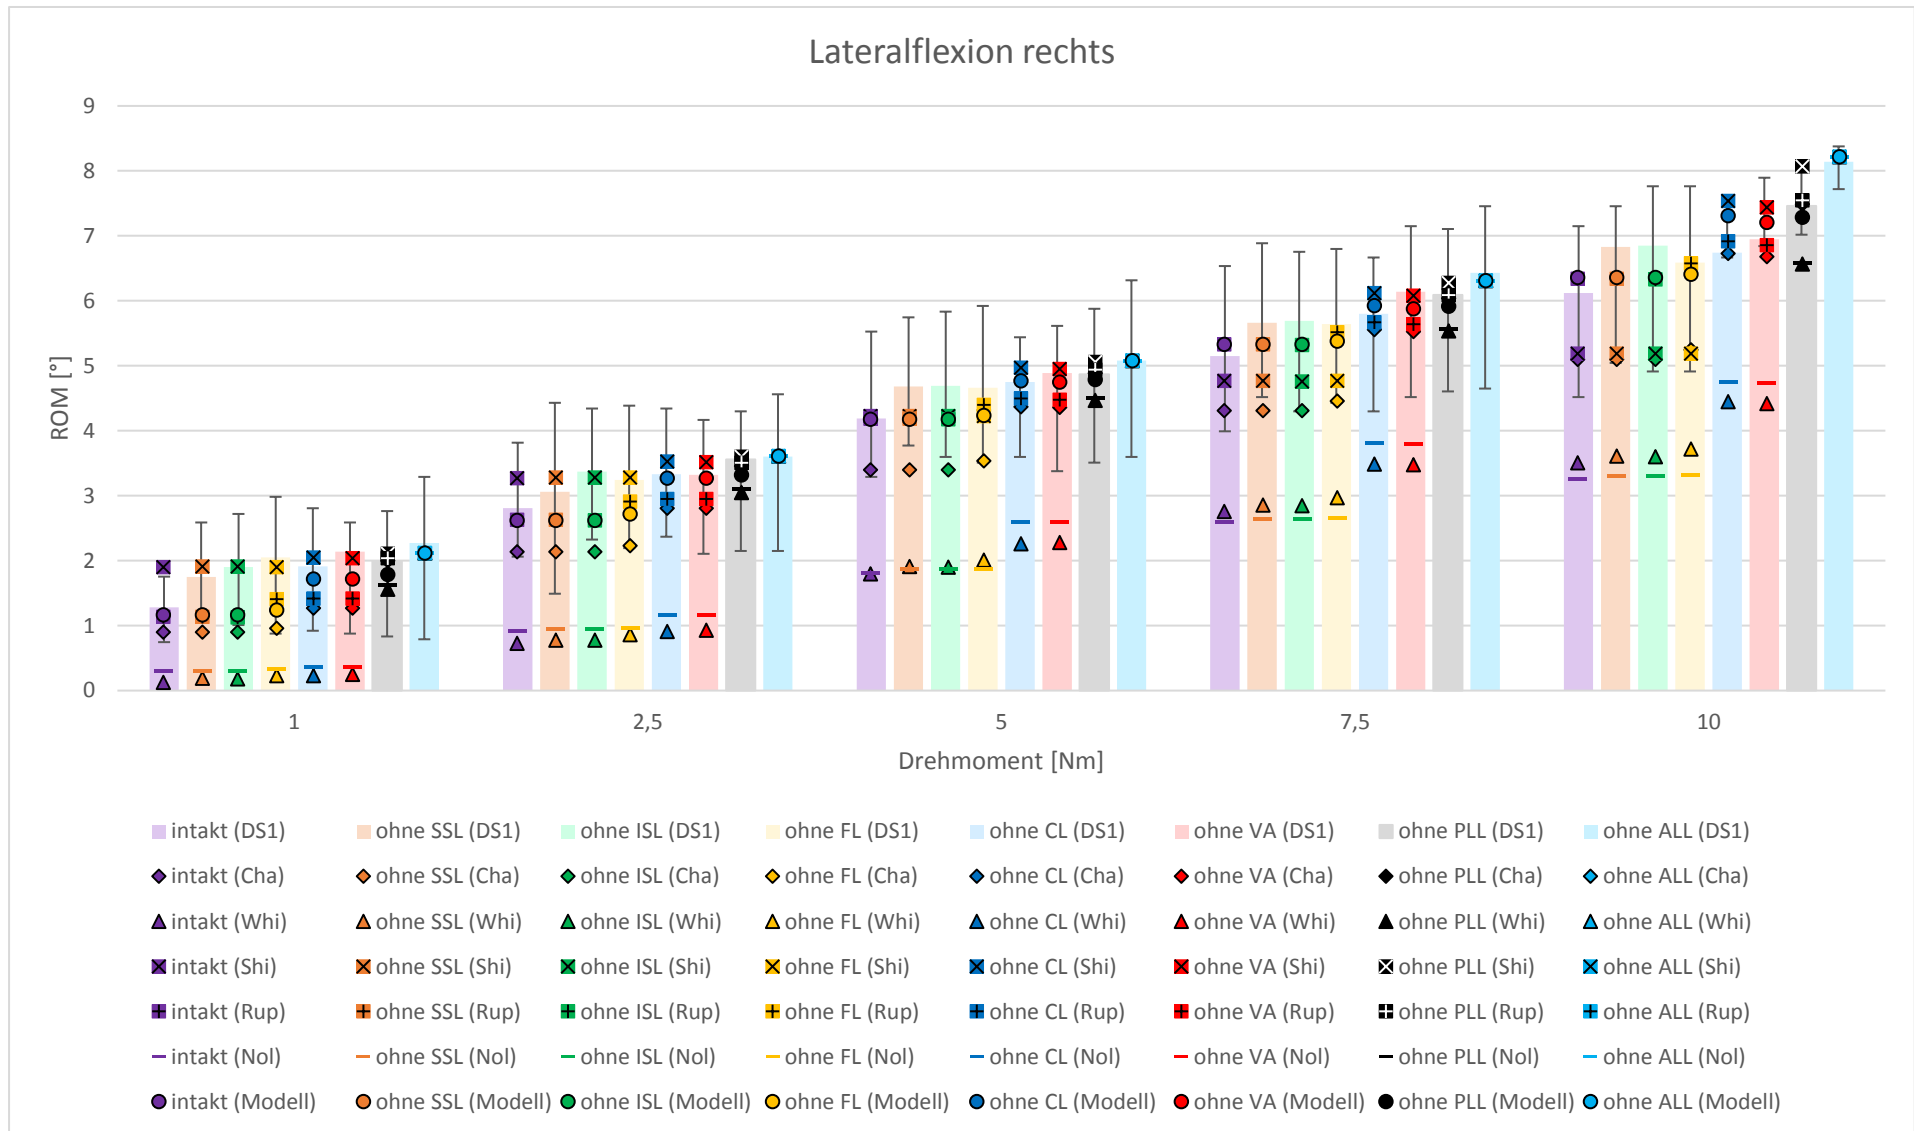 Lateralflexion rechts
9
8
7
6
5
4
3
2
1
0
ROM [°]
1 2,5 5 7,5 10
Drehmoment [Nm]
intakt (DS1) ohne SSL (DS1) ohne ISL (DS1) ohne FL (DS1) ohne CL (DS1) ohne VA (DS1) ohne PLL (DS1) ohne ALL (DS1)
intakt (Cha) ohne SSL (Cha) ohne ISL (Cha) ohne FL (Cha) ohne CL (Cha) ohne VA (Cha) ohne PLL (Cha) ohne ALL (Cha)
intakt (Whi) ohne SSL (Whi) ohne ISL (Whi) ohne FL (Whi) ohne CL (Whi) ohne VA (Whi) ohne PLL (Whi) ohne ALL (Whi)
intakt (Shi) ohne SSL (Shi) ohne ISL (Shi) ohne FL (Shi) ohne CL (Shi) ohne VA (Shi) ohne PLL (Shi) ohne ALL (Shi)
intakt (Rup) ohne SSL (Rup) ohne ISL (Rup) ohne FL (Rup) ohne CL (Rup) ohne VA (Rup) ohne PLL (Rup) ohne ALL (Rup)
intakt (Nol) ohne SSL (Nol) ohne ISL (Nol) ohne FL (Nol) ohne CL (Nol) ohne VA (Nol) ohne PLL (Nol) ohne ALL (Nol)
intakt (Modell) ohne SSL (Modell) ohne ISL (Modell) ohne FL (Modell) ohne CL (Modell) ohne VA (Modell) ohne PLL (Modell) ohne ALL (Modell)